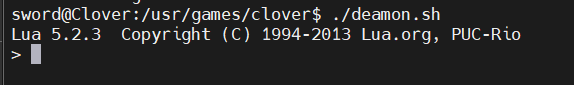 sword@Clover:/usr/games/clover$ ./deamon.sh
Lua 5.2.3  Copyright (C) 1994-2013 Lua.org, PUC-Rio
>